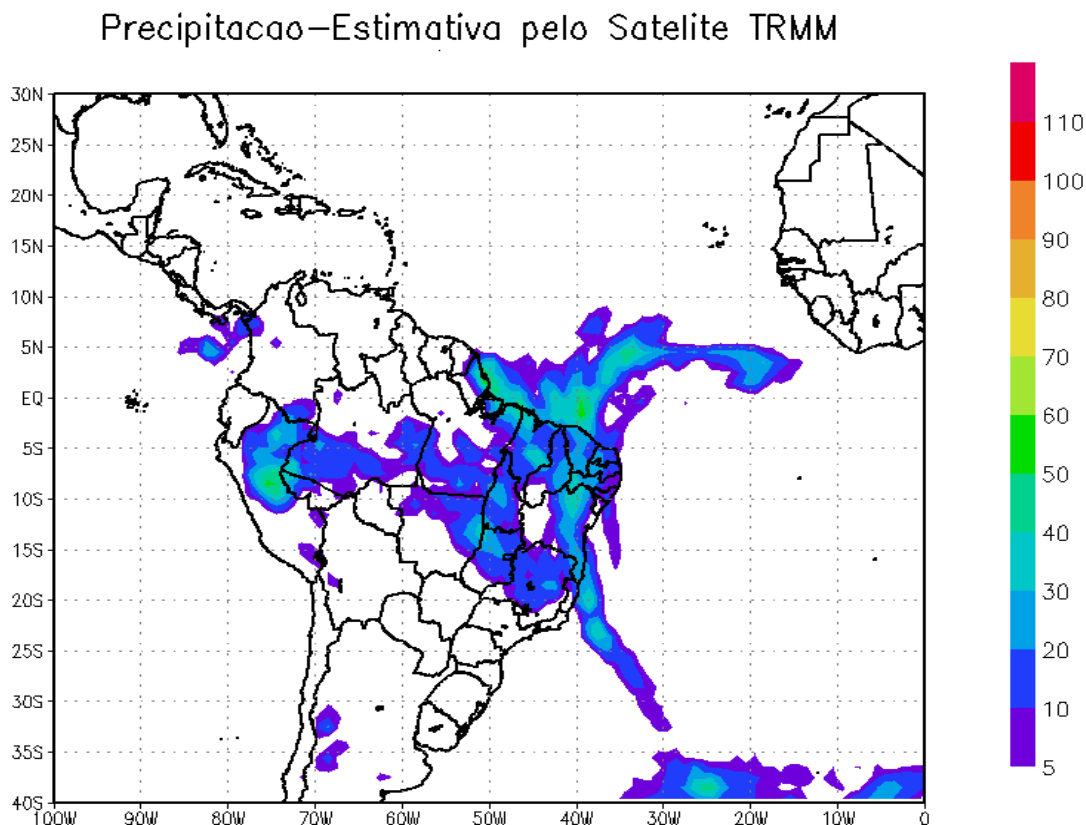 Precipitacao-Estimativa pelo Satelite TRMM
30N
25N
20N
15N
10N
5N
EQ
5S
10S
15S
20S
25S
30S
35S
40S
100W 90W 80W 70W 60W 50W 40W 30W 20W 10W 0
110
100
90
80
70
60
50
40
30
20
10
5